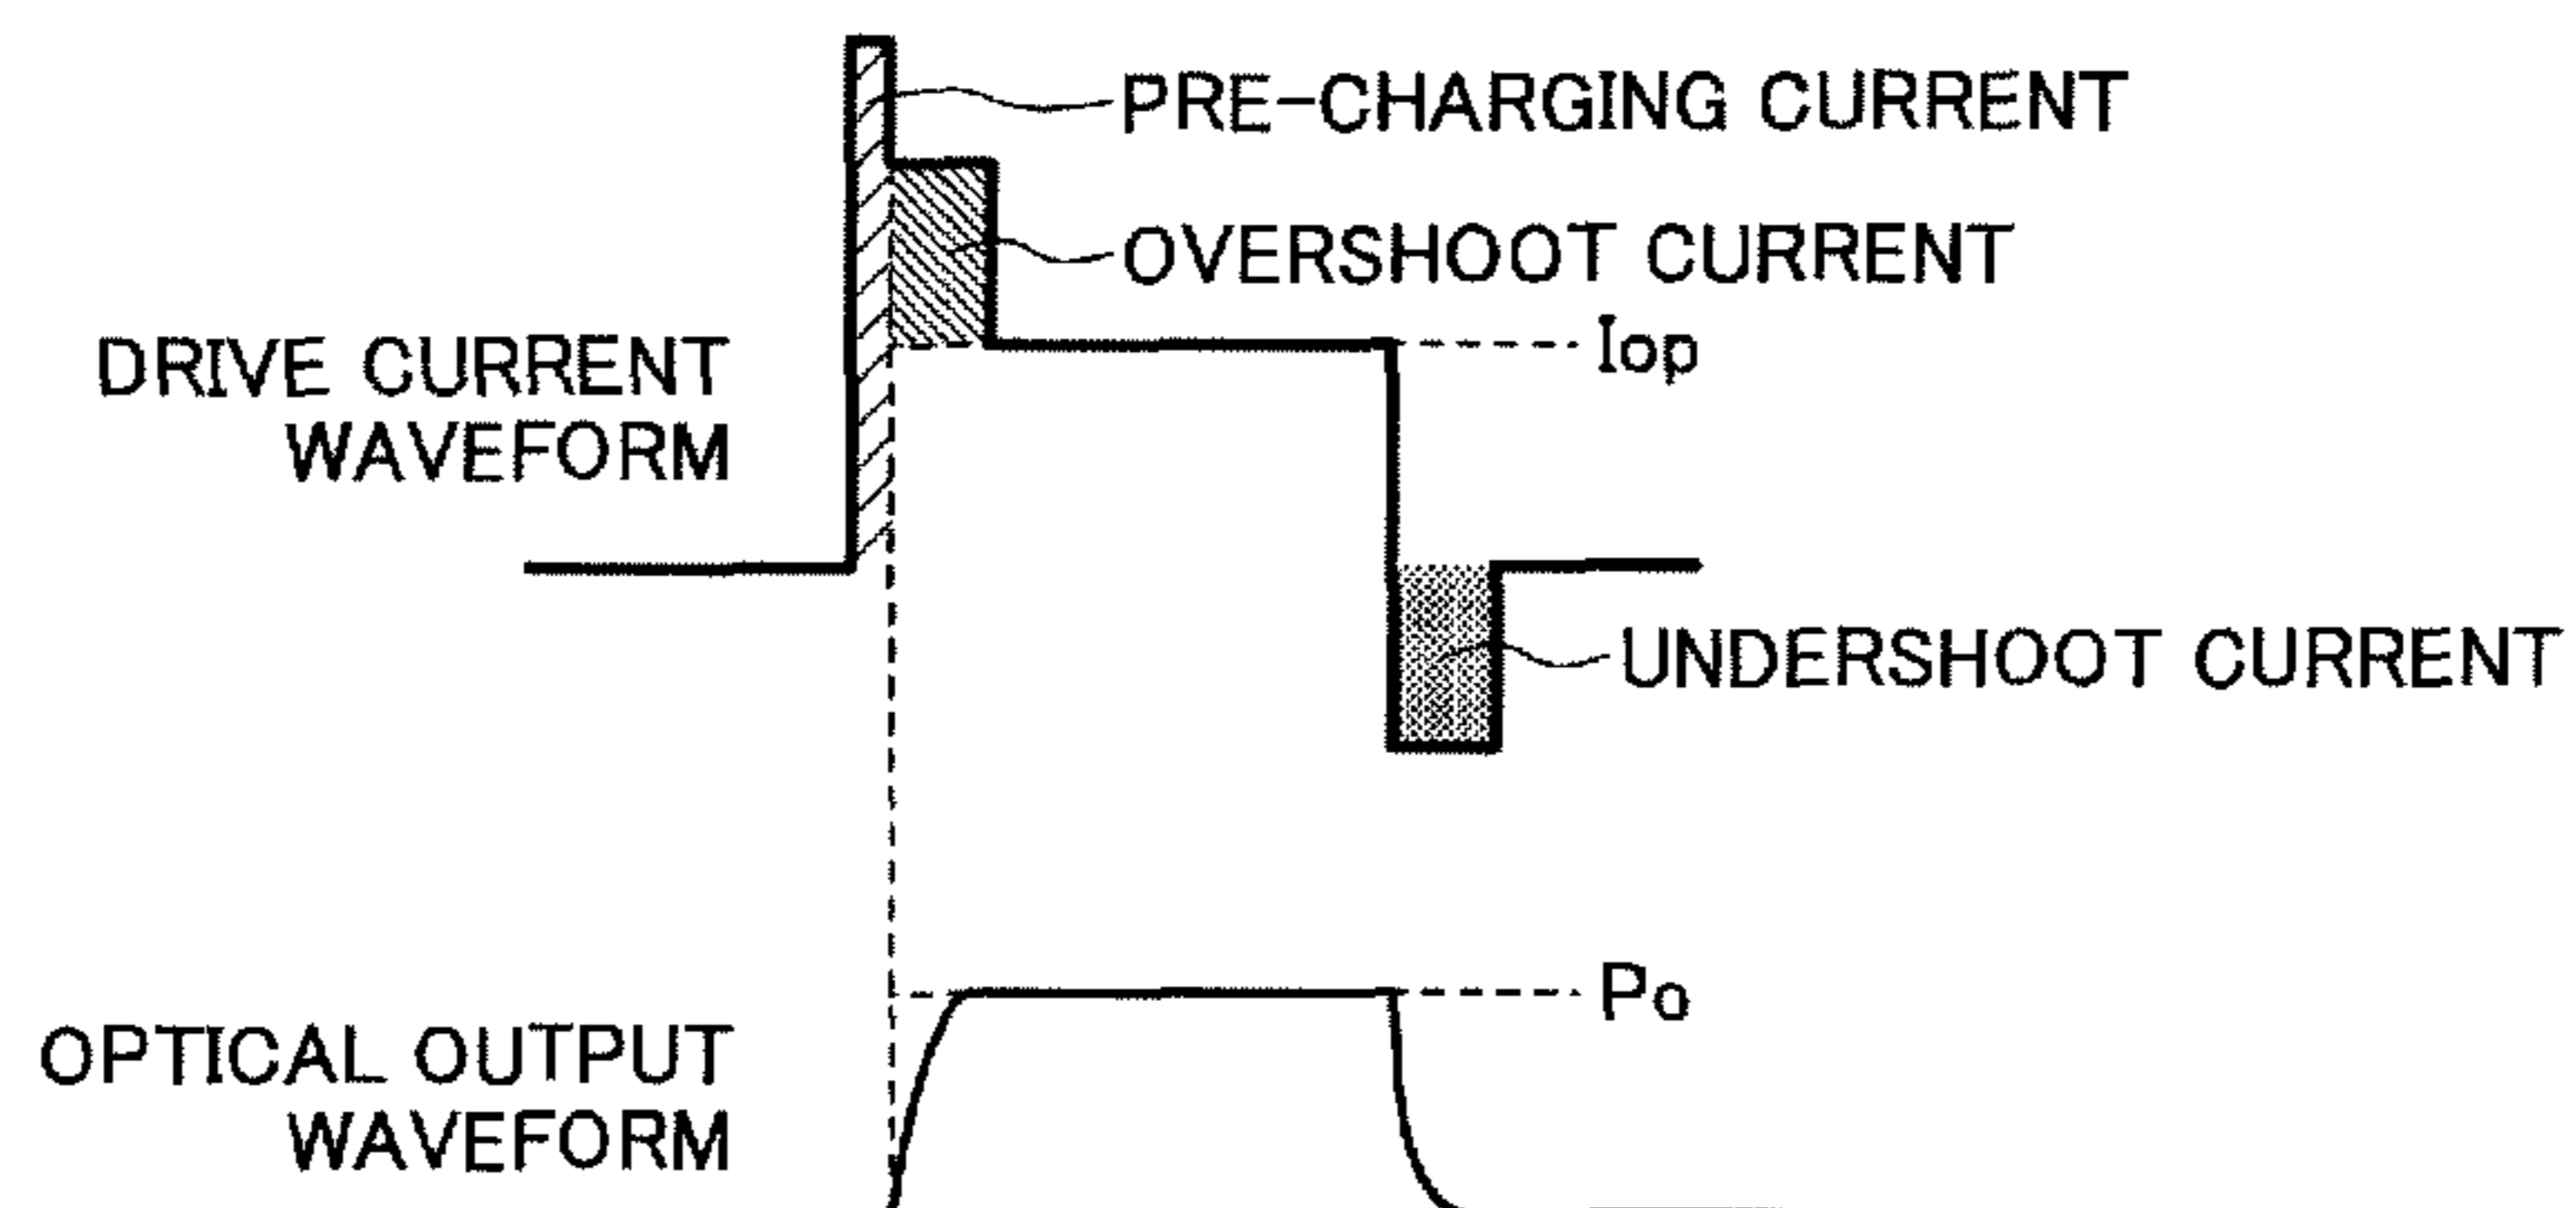 PRE-CHARGING CURRENT
OVERSHOOT CURRENT
DRIVE CURRENT
WAVEFORM
Iop
UNDERSHOOT CURRENT
Po
OPTICAL OUTPUT
WAVEFORM